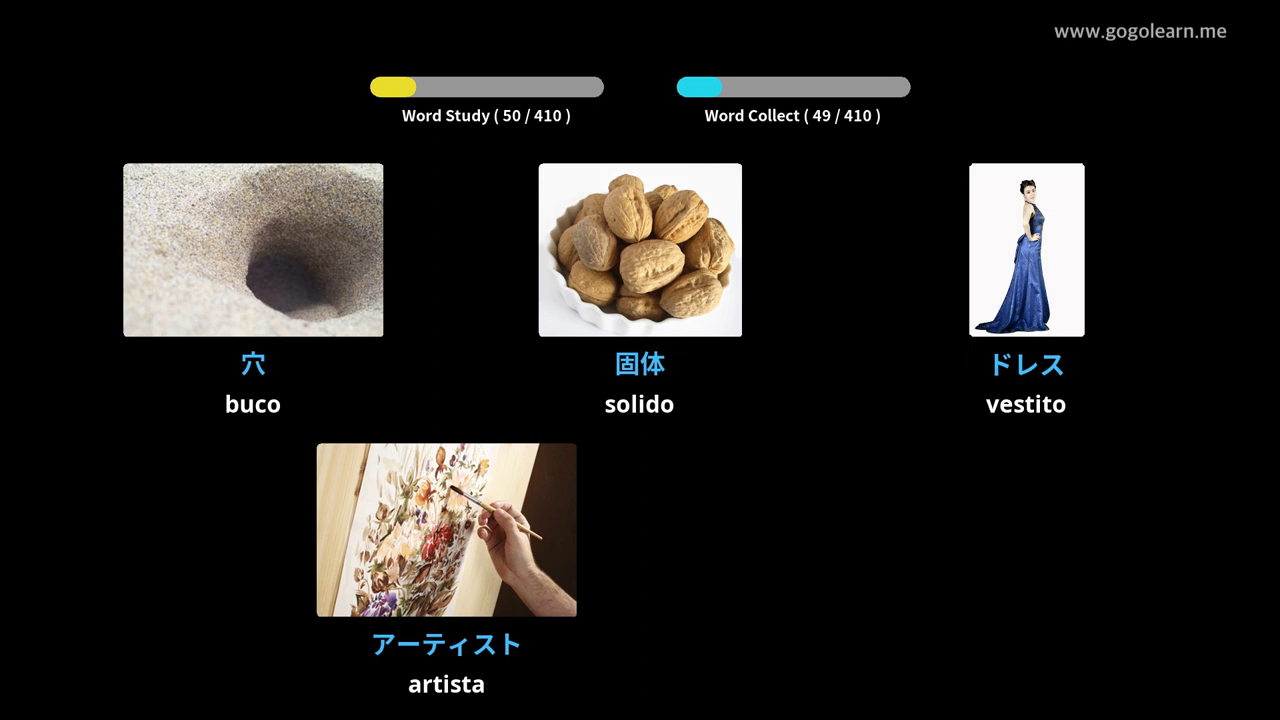 www.gogolearn.me
Word Study ( 50 / 410 )
Word Collect ( 49 / 410 )
穴
buco
固体
solido
ドレス
vestito
アーティスト
artista